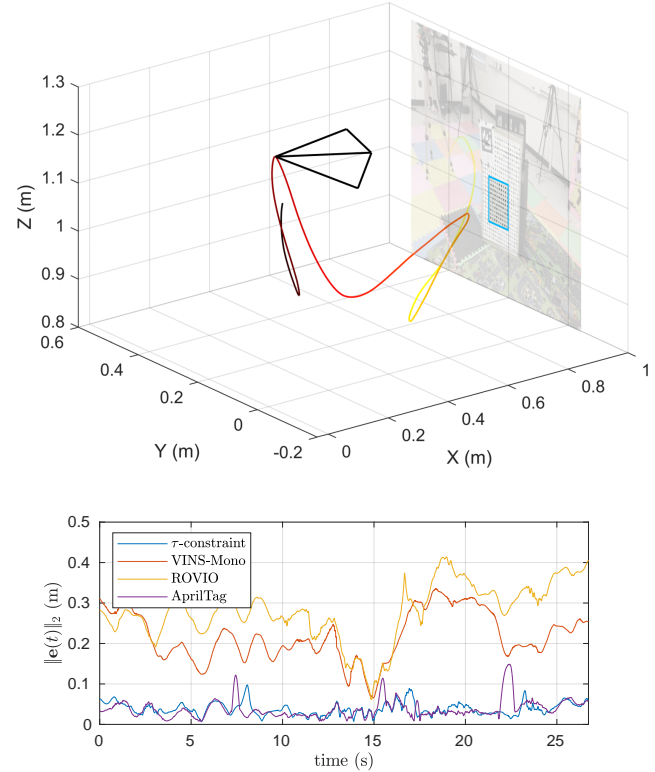 1.3
1.2
1.1
1
0.9
0.8
Z (m)
0.6
0.4
0.2
0
-0.2
Y (m)
0
0.2
0.4
0.6
0.8
1
X (m)
0.5
0.4
0.3
0.2
0.1
0
‖e(t)‖₂ (m)
τ-constraint
VINS-Mono
ROVIO
AprilTag
0 5 10 15 20 25
time (s)